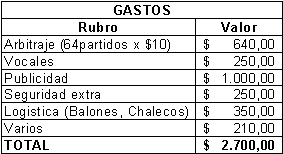 GASTOS
Rubro Valor
Arbitraje (64partidos x $10) $ 640,00
Vocales $ 250,00
Publicidad $ 1.000,00
Seguridad extra $ 250,00
Logistica (Balones, Chalecos) $ 350,00
Varios $ 210,00
TOTAL $ 2.700,00